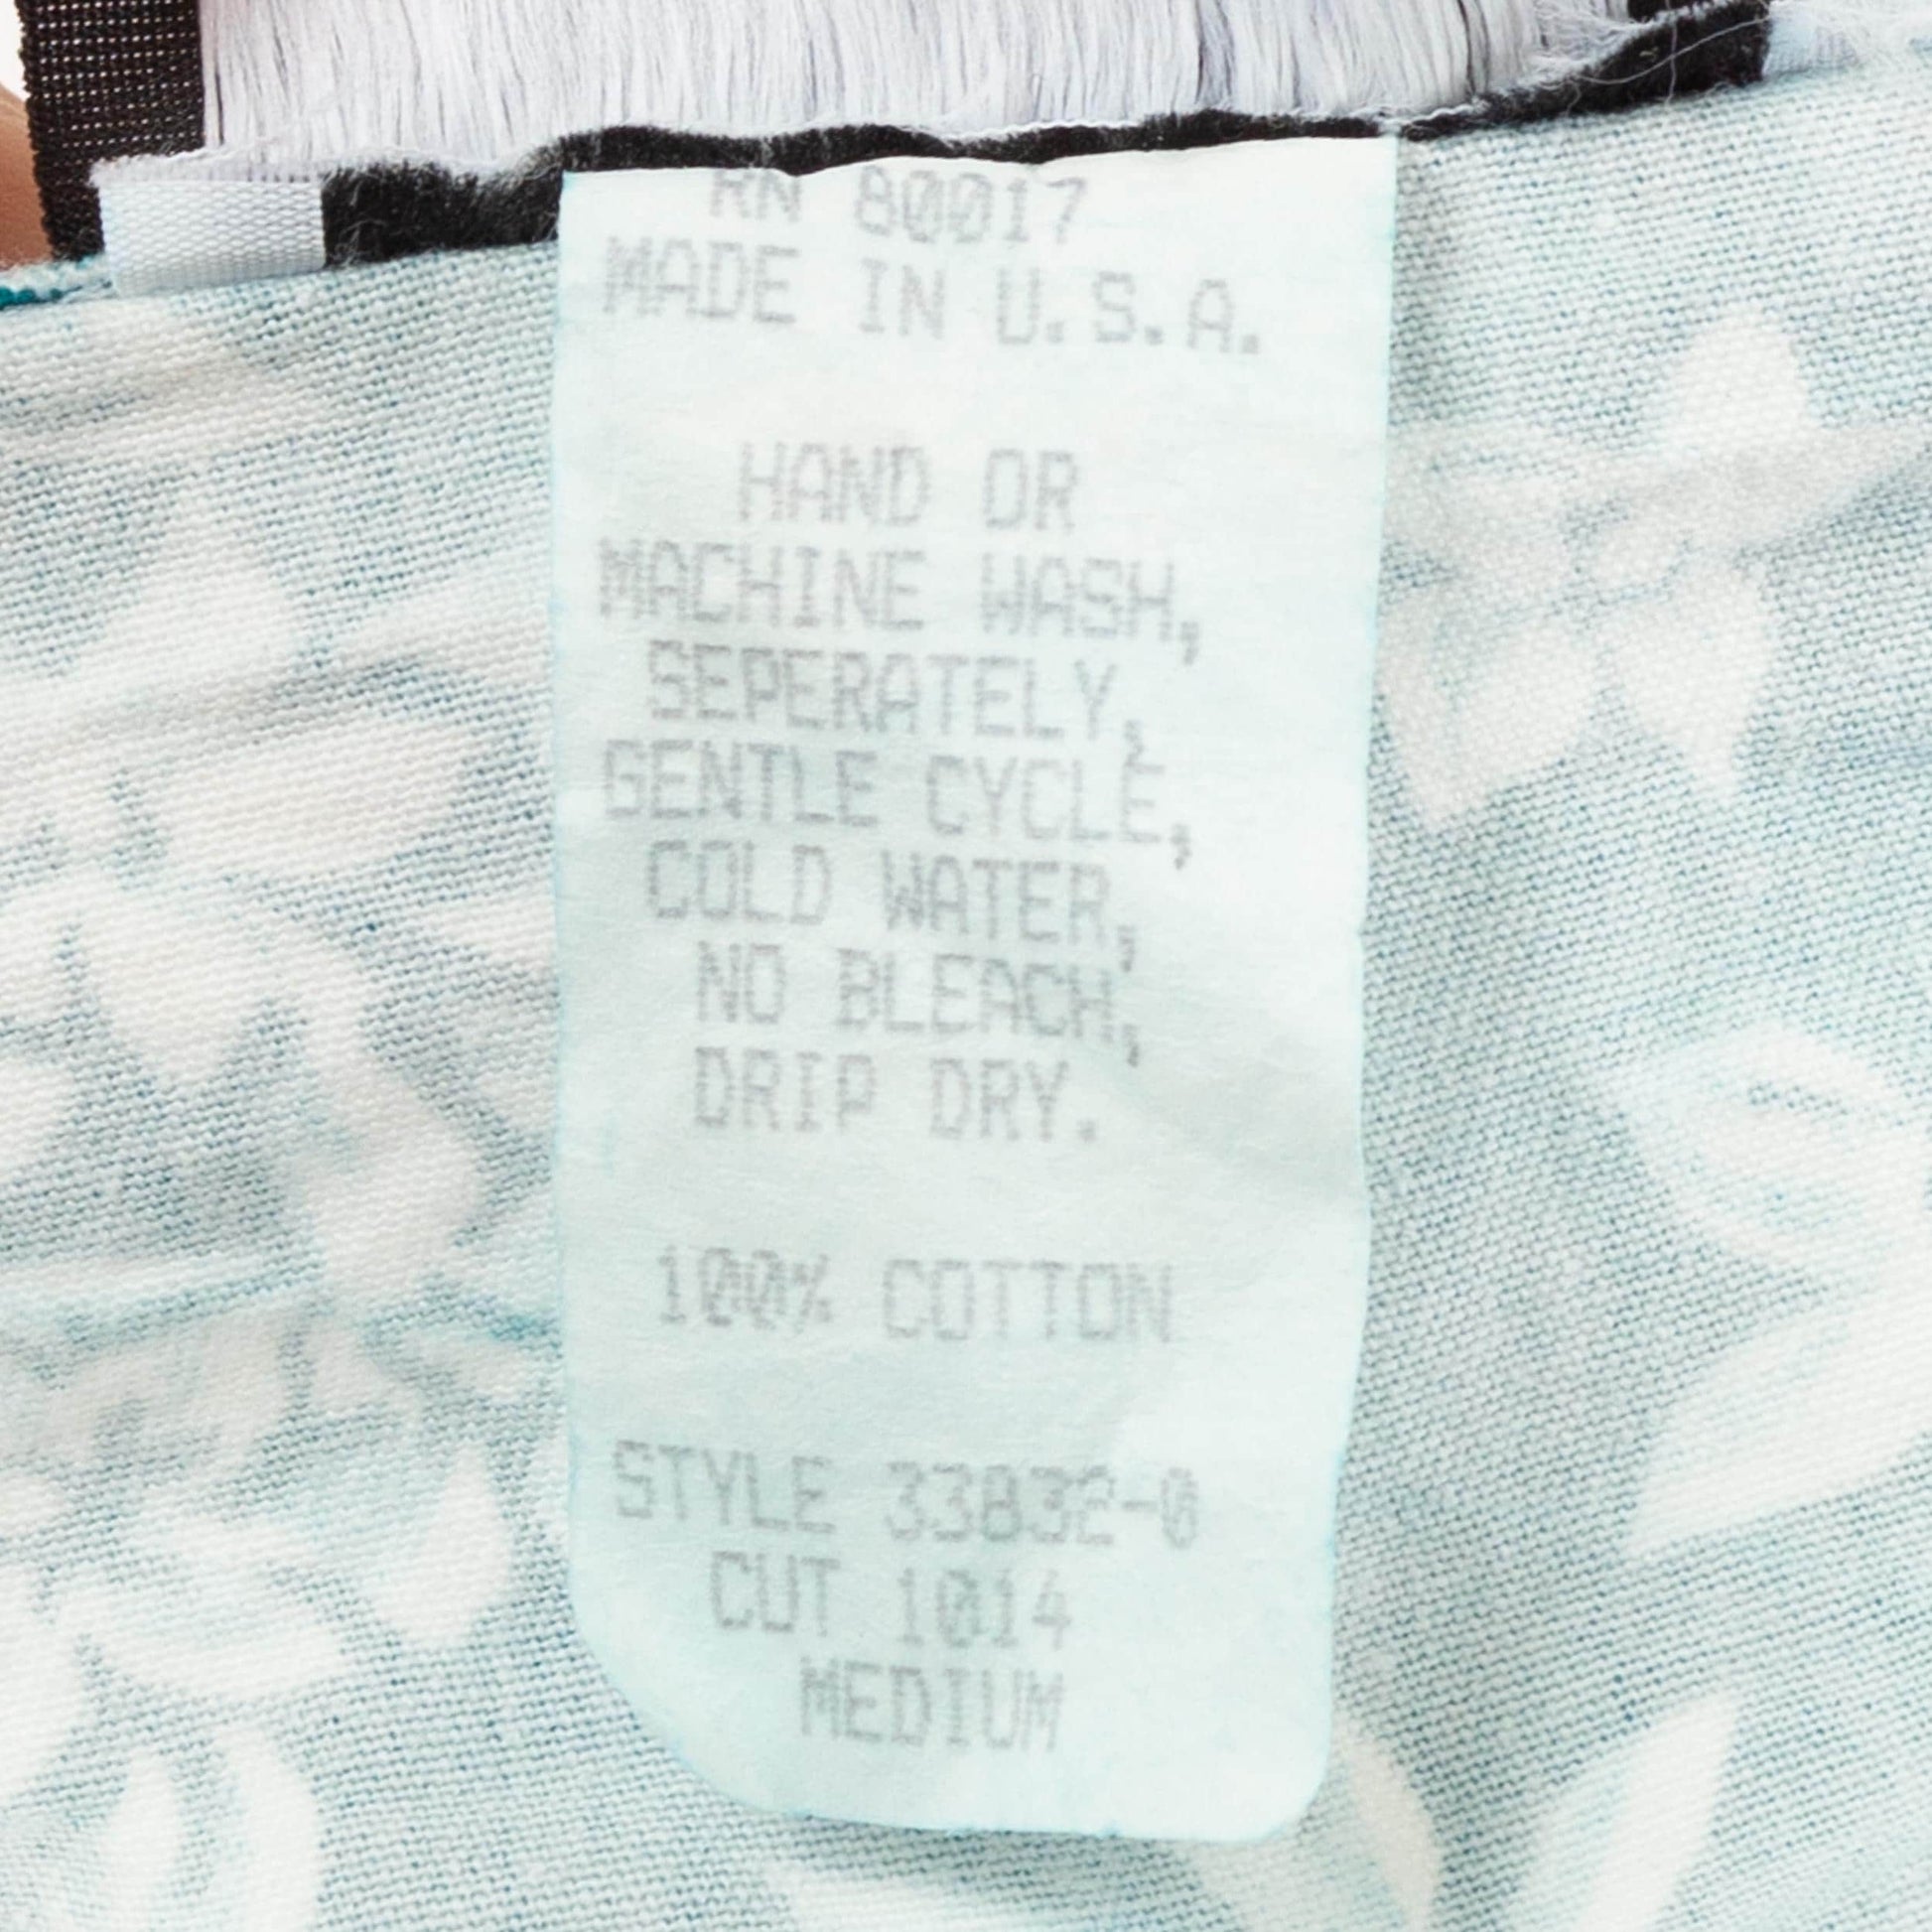 RN 80017
MADE IN U.S.A.
HAND OR
MACHINE WASH,
SEPERATELY,
GENTLE CYCLE,
COLD WATER,
NO BLEACH,
DRIP DRY.
100% COTTON
STYLE 33832-0
CUT 1014
MEDIUM